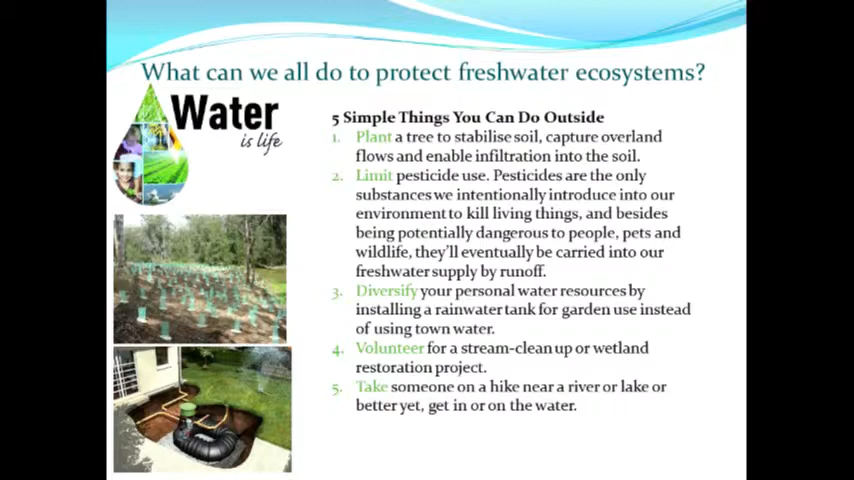 What can we all do to protect freshwater ecosystems?
Water
is life
5 Simple Things You Can Do Outside
1. Plant a tree to stabilise soil, capture overland
flows and enable infiltration into the soil.
2. Limit pesticide use. Pesticides are the only
substances we intentionally introduce into our
environment to kill living things, and besides
being potentially dangerous to people, pets and
wildlife, they'll eventually be carried into our
freshwater supply by runoff.
3. Diversify your personal water resources by
installing a rainwater tank for garden use instead
of using town water.
4. Volunteer for a stream-clean up or wetland
restoration project.
5. Take someone on a hike near a river or lake or
better yet, get in or on the water.